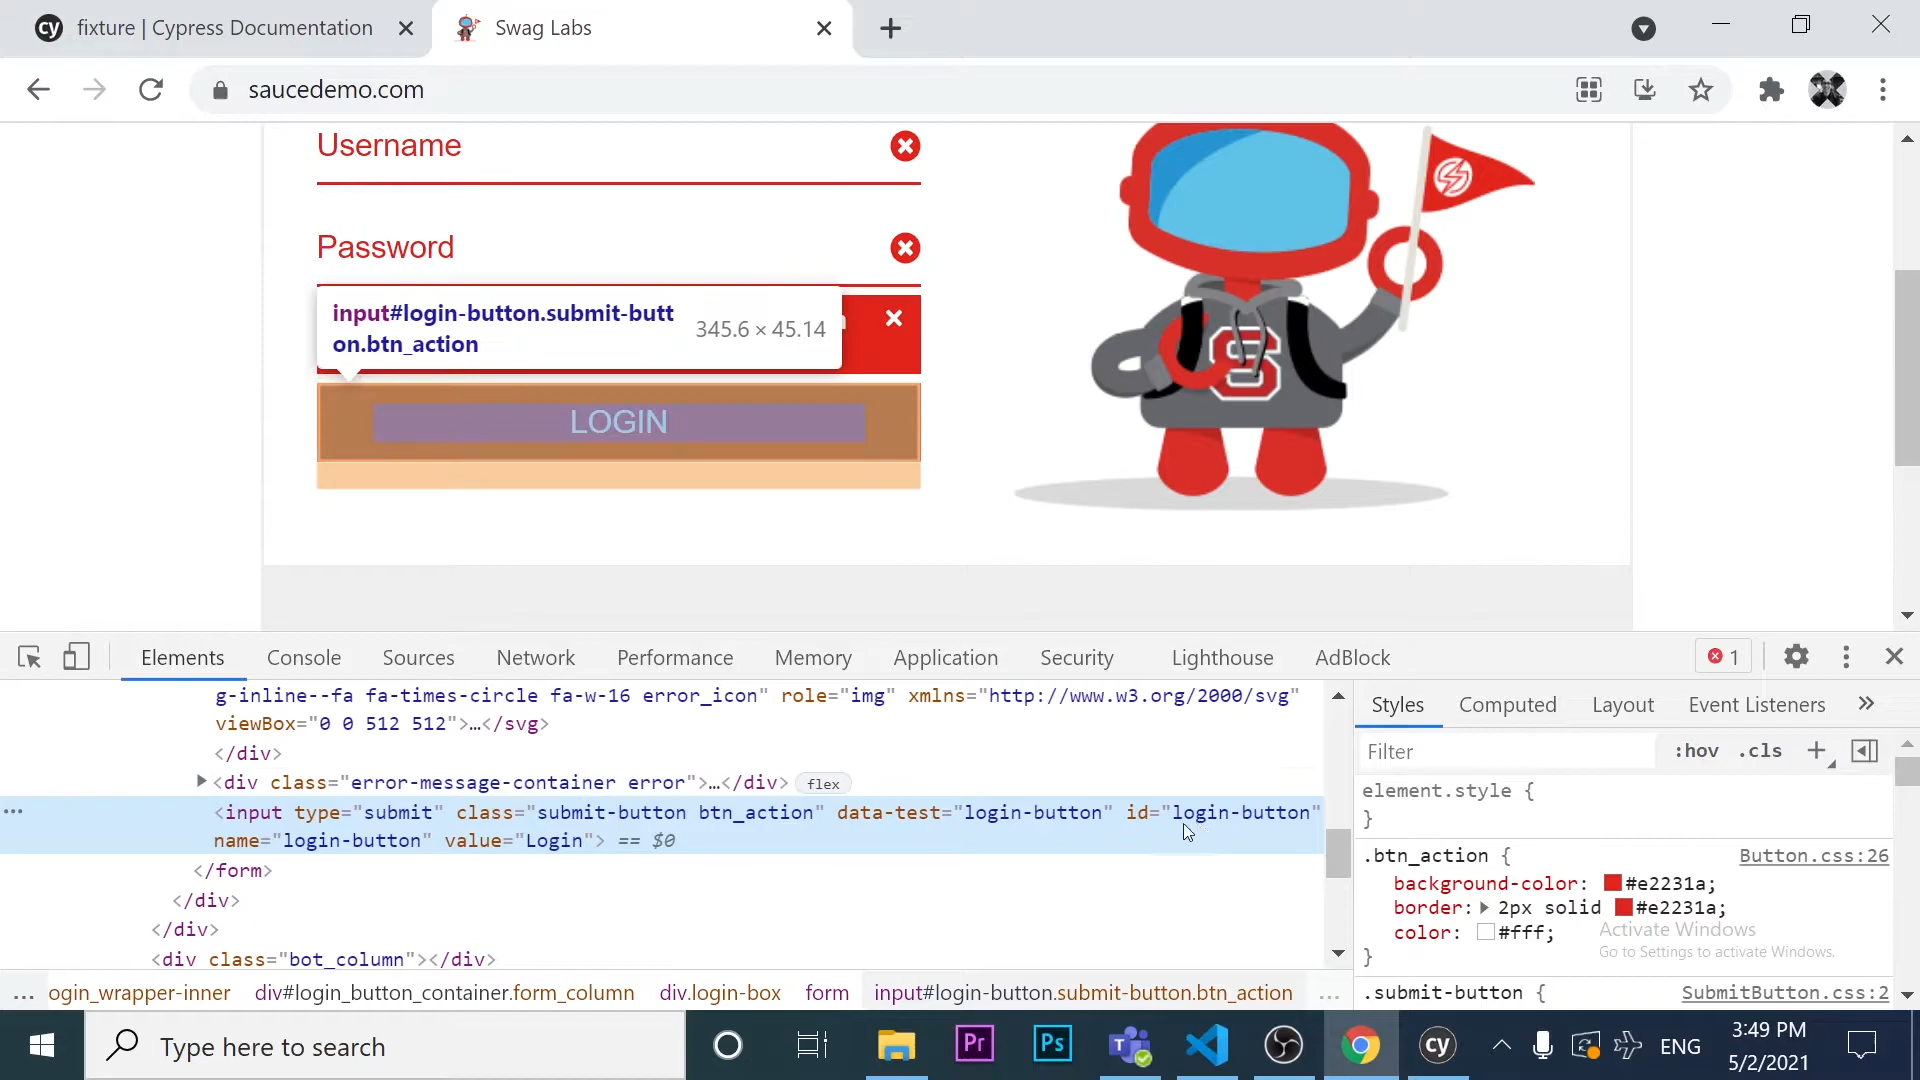 fixture | Cypress Documentation
Swag Labs
saucedemo.com
Username
Password
input#login-button.submit-butt
on.btn_action
345.6 × 45.14
LOGIN
S
Elements Console Sources Network Performance Memory Application Security Lighthouse AdBlock
1
g-inline--fa fa-times-circle fa-w-16 error_icon" role="img" xmlns="http://www.w3.org/2000/svg"
viewBox="0 0 512 512">…</svg>
</div>
<div class="error-message-container error">…</div> flex
<input type="submit" class="submit-button btn_action" data-test="login-button" id="login-button"
name="login-button" value="Login"> == $0
</form>
</div>
</div>
<div class="bot_column"></div>
... ogin_wrapper-inner div#login_button_container.form_column div.login-box form input#login-button.submit-button.btn_action ...
Styles Computed Layout Event Listeners
Filter
:hov .cls
element.style {
}
.btn_action { Button.css:26
background-color: #e2231a;
border: 2px solid #e2231a;
color: #fff;
}
.submit-button { SubmitButton.css:2
Activate Windows
Go to Settings to activate Windows.
Type here to search
Pr
Ps
cy
ENG
3:49 PM
5/2/2021